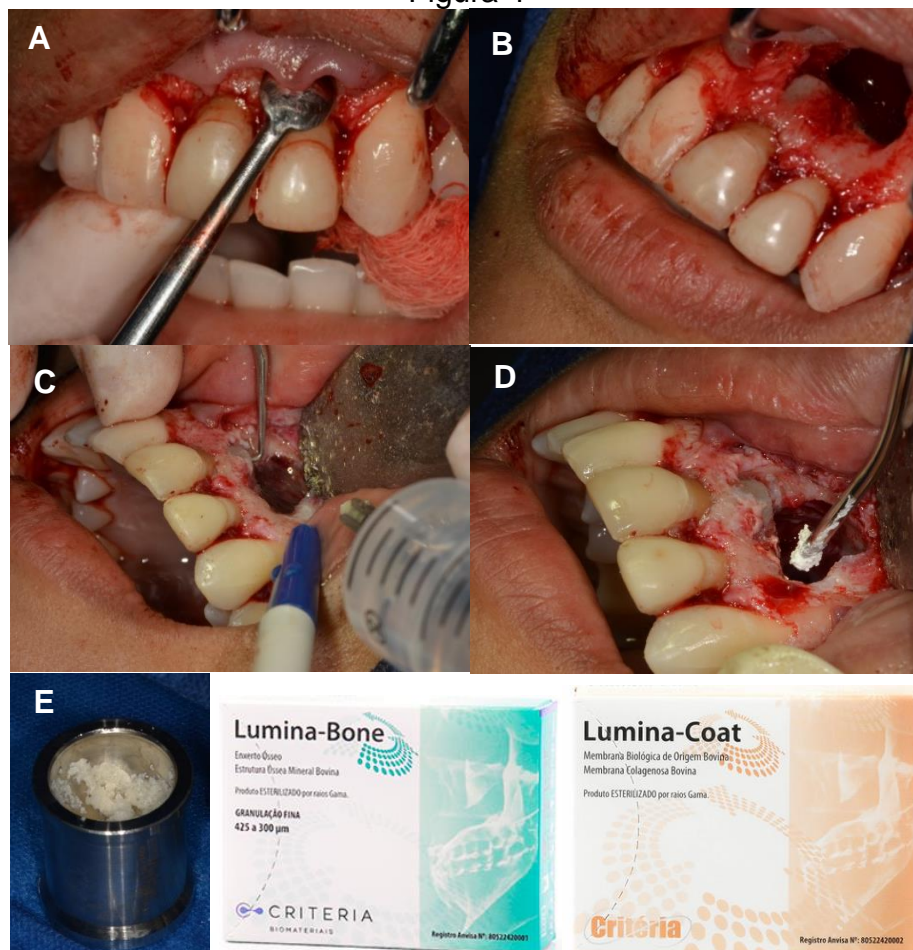 A
B
C
D
E
Lumina-Bone
Enxerto Ósseo
Estrutura Óssea Mineral Bovina
Produto ESTERILIZADO por raios Gama.
GRANULAÇÃO FINA
425 a 300 µm
CRITERIA
BIOMATERIAIS
Registro Anvisa Nº: 80522420001
Lumina-Coat
Membrana Biológica de Origem Bovina
Membrana Colagenosa Bovina
Produto ESTERILIZADO por raios Gama.
Critéria
Registro Anvisa Nº: 80522420002